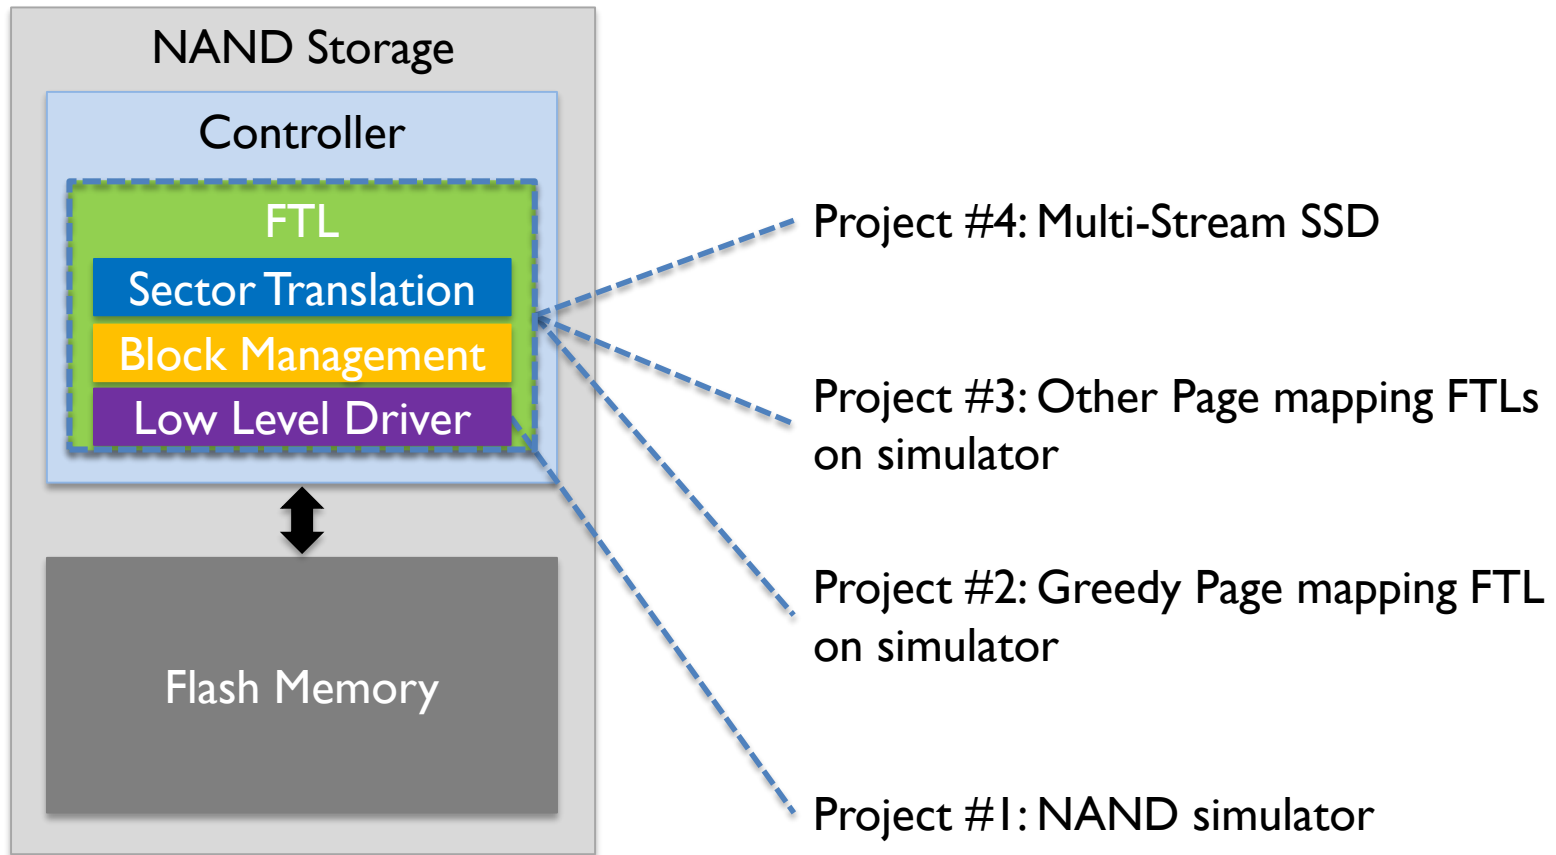 NAND Storage
Controller
FTL
Sector Translation
Block Management
Low Level Driver
Flash Memory
Project #4: Multi-Stream SSD
Project #3: Other Page mapping FTLs
on simulator
Project #2: Greedy Page mapping FTL
on simulator
Project #1: NAND simulator